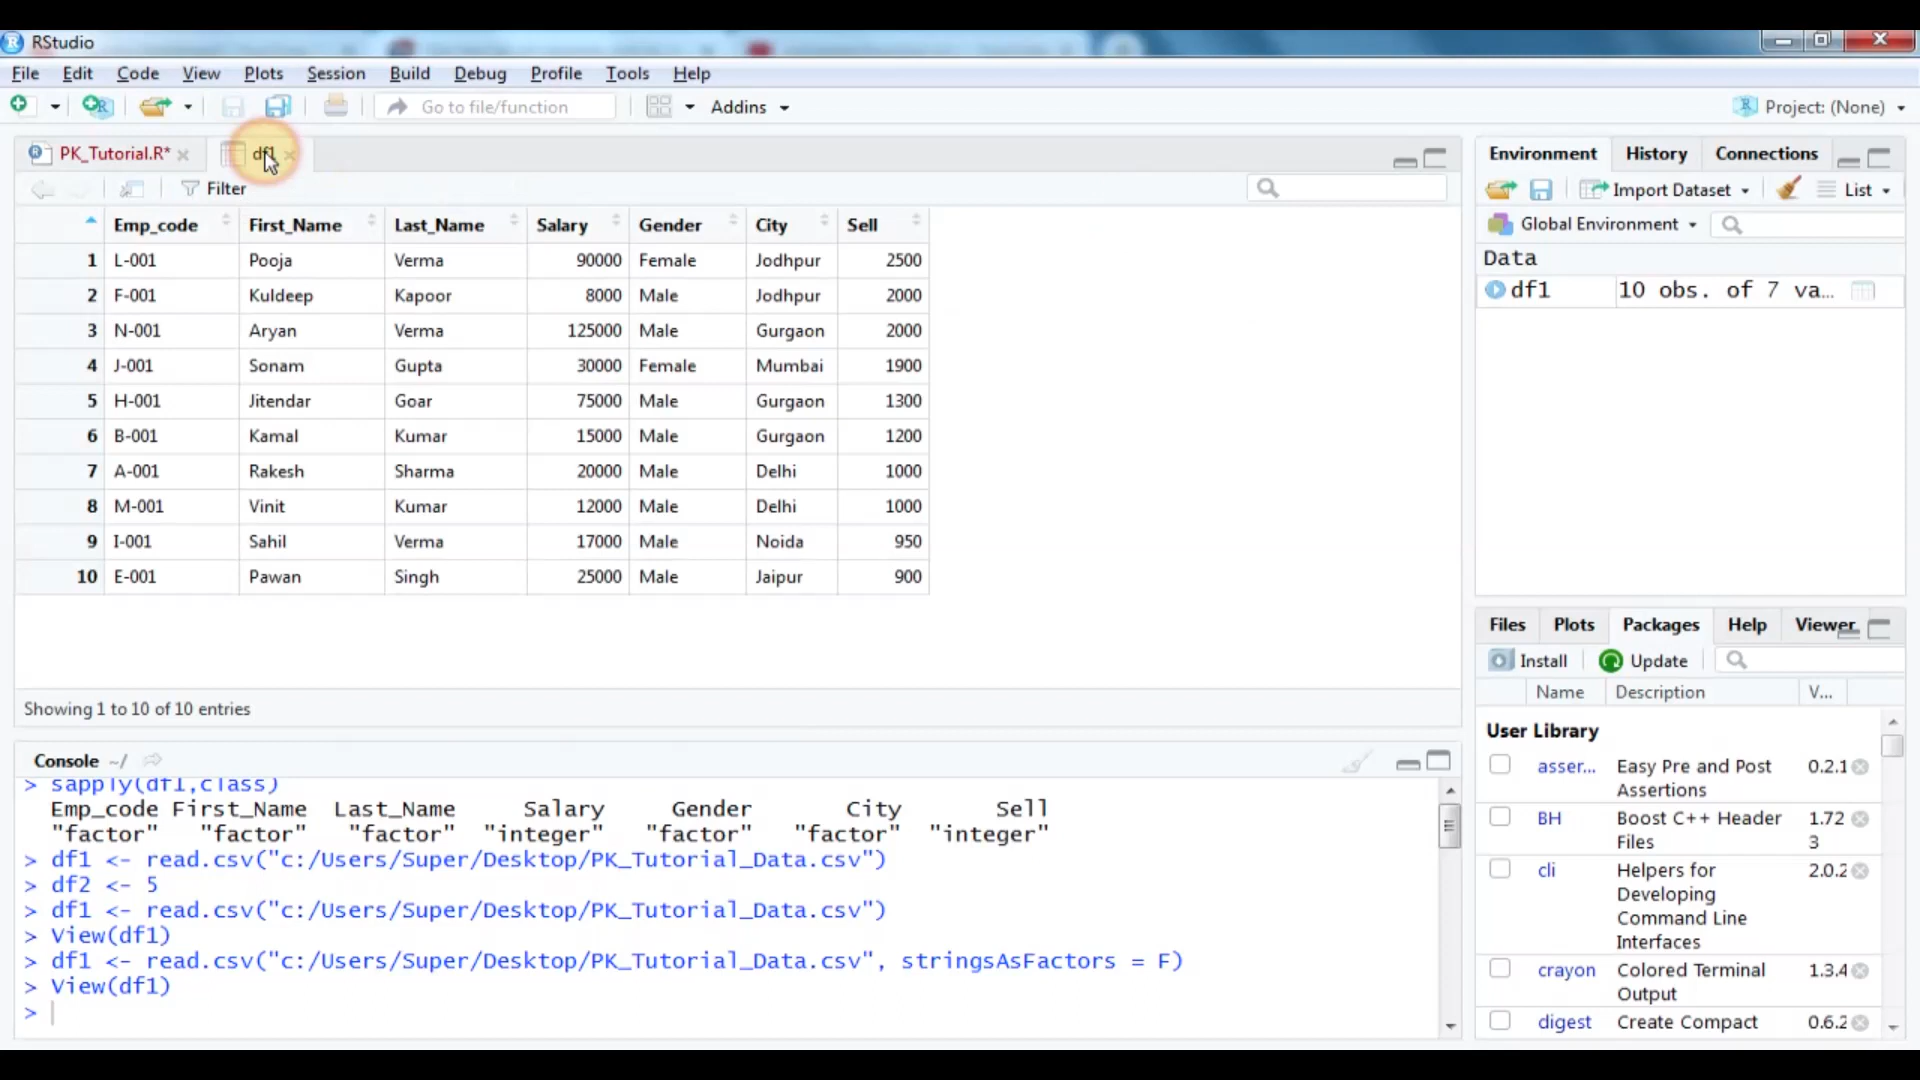 RStudio
File Edit Code View Plots Session Build Debug Profile Tools Help
Go to file/function Addins Project: (None)
PK_Tutorial.R* df1
Filter
Emp_code First_Name Last_Name Salary Gender City Sell
1 L-001 Pooja Verma 90000 Female Jodhpur 2500
2 F-001 Kuldeep Kapoor 8000 Male Jodhpur 2000
3 N-001 Aryan Verma 125000 Male Gurgaon 2000
4 J-001 Sonam Gupta 30000 Female Mumbai 1900
5 H-001 Jitendar Goar 75000 Male Gurgaon 1300
6 B-001 Kamal Kumar 15000 Male Gurgaon 1200
7 A-001 Rakesh Sharma 20000 Male Delhi 1000
8 M-001 Vinit Kumar 12000 Male Delhi 1000
9 I-001 Sahil Verma 17000 Male Noida 950
10 E-001 Pawan Singh 25000 Male Jaipur 900
Showing 1 to 10 of 10 entries
Console ~/
> sapply(df1,class)
Emp_code First_Name Last_Name Salary Gender City Sell
"factor" "factor" "factor" "integer" "factor" "factor" "integer"
> df1 <- read.csv("c:/Users/Super/Desktop/PK_Tutorial_Data.csv")
> df2 <- 5
> df1 <- read.csv("c:/Users/Super/Desktop/PK_Tutorial_Data.csv")
> View(df1)
> df1 <- read.csv("c:/Users/Super/Desktop/PK_Tutorial_Data.csv", stringsAsFactors = F)
> View(df1)
>
Environment History Connections
Import Dataset List
Global Environment
Data
df1 10 obs. of 7 va...
Files Plots Packages Help Viewer
Install Update
Name Description V...
User Library
asser... Easy Pre and Post 0.2.1
Assertions
BH Boost C++ Header 1.72
Files 3
cli Helpers for 2.0.2
Developing
Command Line
Interfaces
crayon Colored Terminal 1.3.4
Output
digest Create Compact 0.6.2